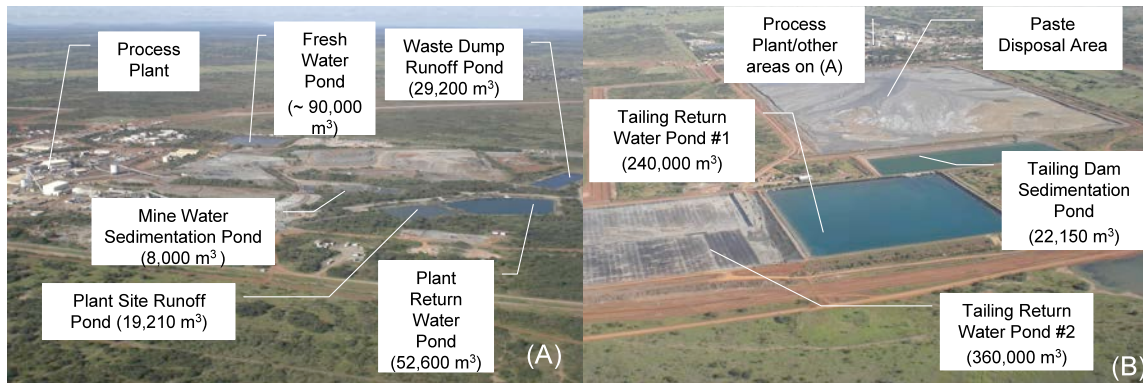 Process
Plant
Fresh
Water
Pond
(~ 90,000
m³)
Waste Dump
Runoff Pond
(29,200 m³)
Mine Water
Sedimentation Pond
(8,000 m³ )
Plant Site Runoff
Pond (19,210 m³)
Plant
Return
Water
Pond
(52,600 m³)
(A)
Process
Plant/other
areas on (A)
Paste
Disposal Area
Tailing Return
Water Pond #1
(240,000 m³)
Tailing Dam
Sedimentation
Pond
(22,150 m³)
Tailing Return
Water Pond #2
(360,000 m³)
(B)